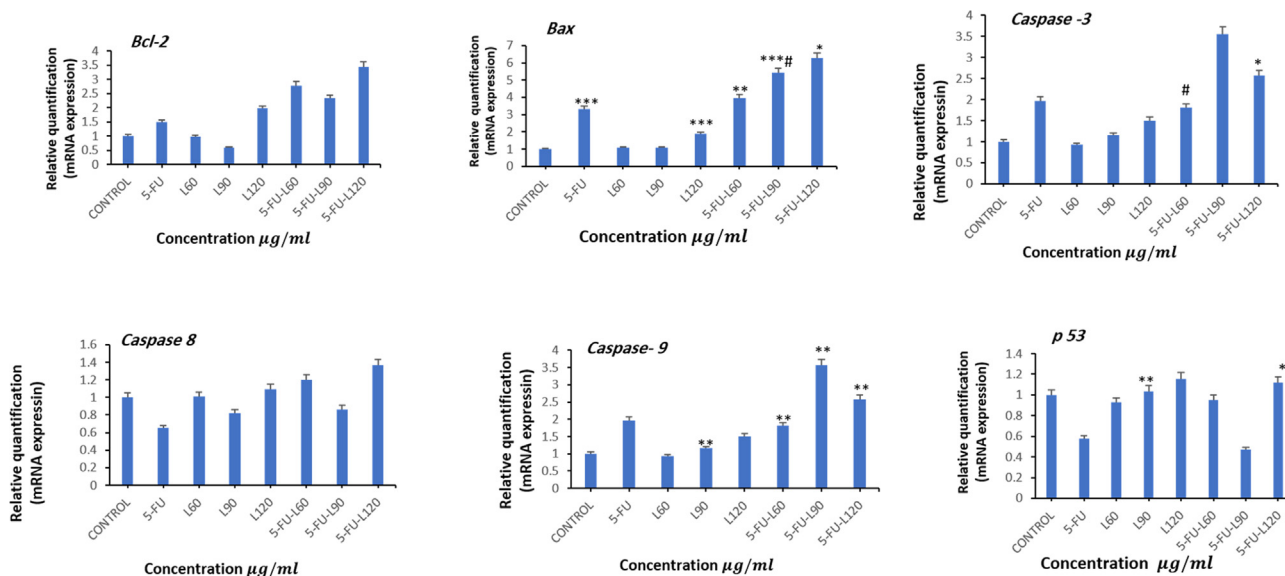 Bcl-2
Relative quantification
(mRNA expressin)
4
3.5
3
2.5
2
1.5
1
0.5
0
CONTROL
5-FU
L60
L90
L120
5-FU-L60
5-FU-L90
5-FU-L120
Concentration μg/ml
Bax
Relative quantification
(mRNA expressin)
7
6
5
4
3
2
1
0
***
***
**
***#
*
CONTROL
5-FU
L60
L90
L120
5-FU-L60
5-FU-L90
5-FU-L120
Concentration μg/ml
Caspase -3
Relative quantification
(mRNA expressin)
4
3.5
3
2.5
2
1.5
1
0.5
0
#
*
CONTROL
5-FU
L60
L90
L120
5-FU-L60
5-FU-L90
5-FU-L120
Concentration μg/ml
Caspase 8
Relative quantification
(mRNA expressin)
1.6
1.4
1.2
1
0.8
0.6
0.4
0.2
0
CONTROL
5-FU
L60
L90
L120
5-FU-L60
5-FU-L90
5-FU-L120
Concentration μg/ml
Caspase- 9
Relative quantification
(mRNA expressin)
4
3.5
3
2.5
2
1.5
1
0.5
0
**
**
**
**
CONTROL
5-FU
L60
L90
L120
5-FU-L60
5-FU-L90
5-FU-L120
Concentration μg/ml
p 53
Relative quantification
(mRNA expression)
1.4
1.2
1
0.8
0.6
0.4
0.2
0
**
*
CONTROL
5-FU
L60
L90
L120
5-FU-L60
5-FU-L90
5-FU-L120
Concentration μg/ml